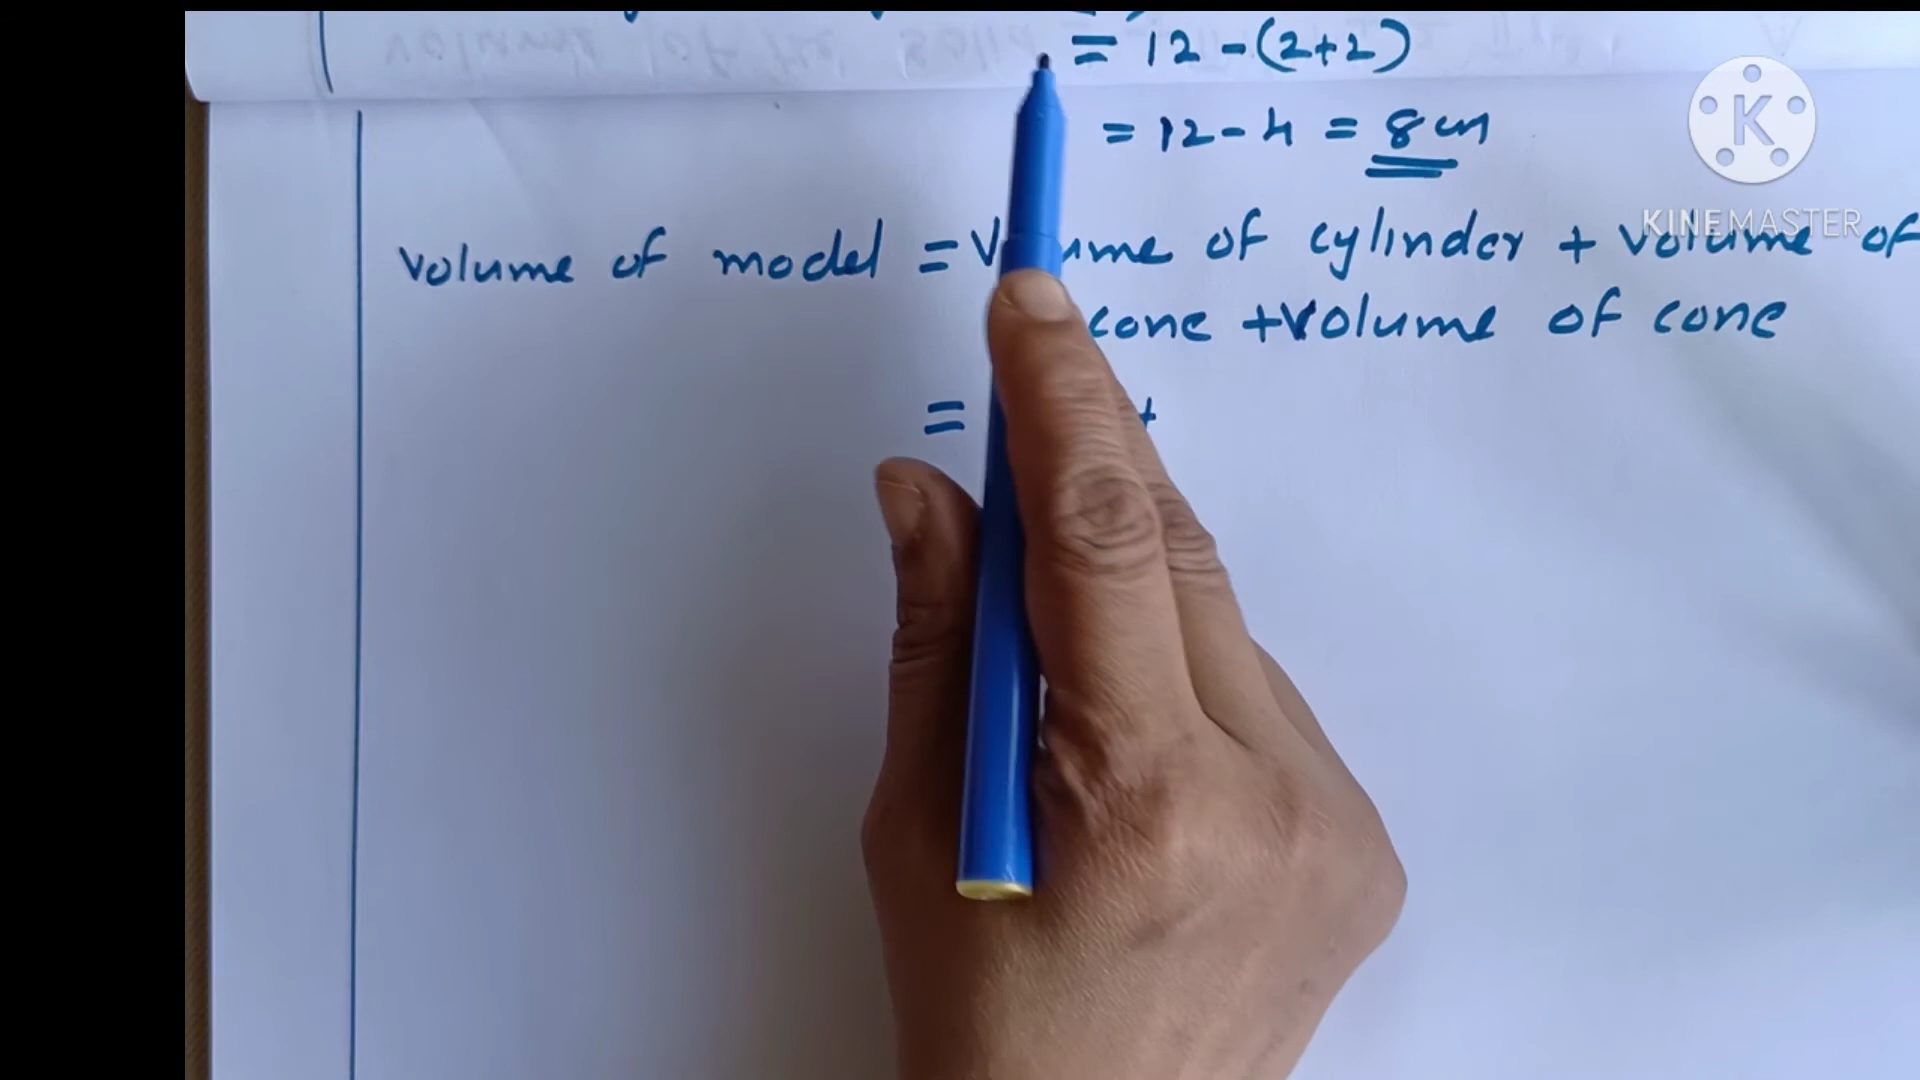 = 12 - (2+2)
= 12 - 4 = 8 cm
K
KINEMASTER
volume of model = volume of cylinder + volume of
cone + volume of cone
= +